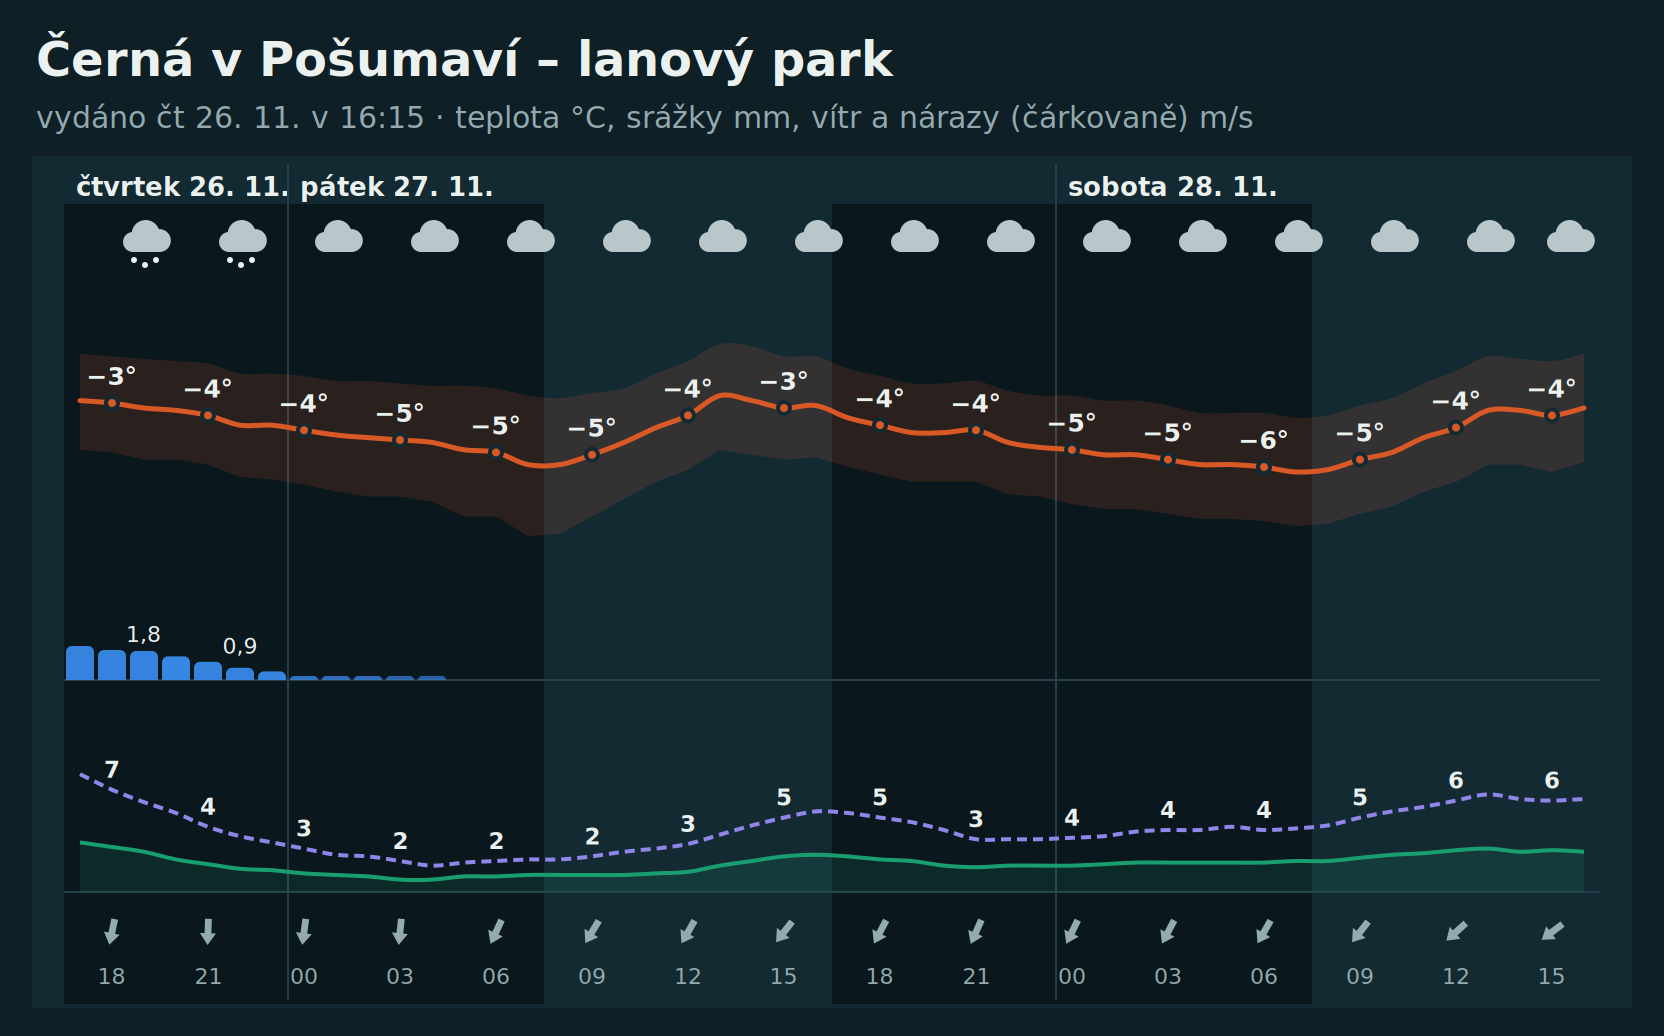 Černá v Pošumaví – lanový park
vydáno čt 26. 11. v 16:15 · teplota °C, srážky mm, vítr a nárazy (čárkovaně) m/s
čtvrtek 26. 11. pátek 27. 11. sobota 28. 11.
−3° −4° −4° −5° −5° −5° −4° −3° −4° −4° −5° −5° −6° −5° −4° −4°
1,8 0,9
7 4 3 2 2 2 3 5 5 3 4 4 4 5 6 6
18 21 00 03 06 09 12 15 18 21 00 03 06 09 12 15